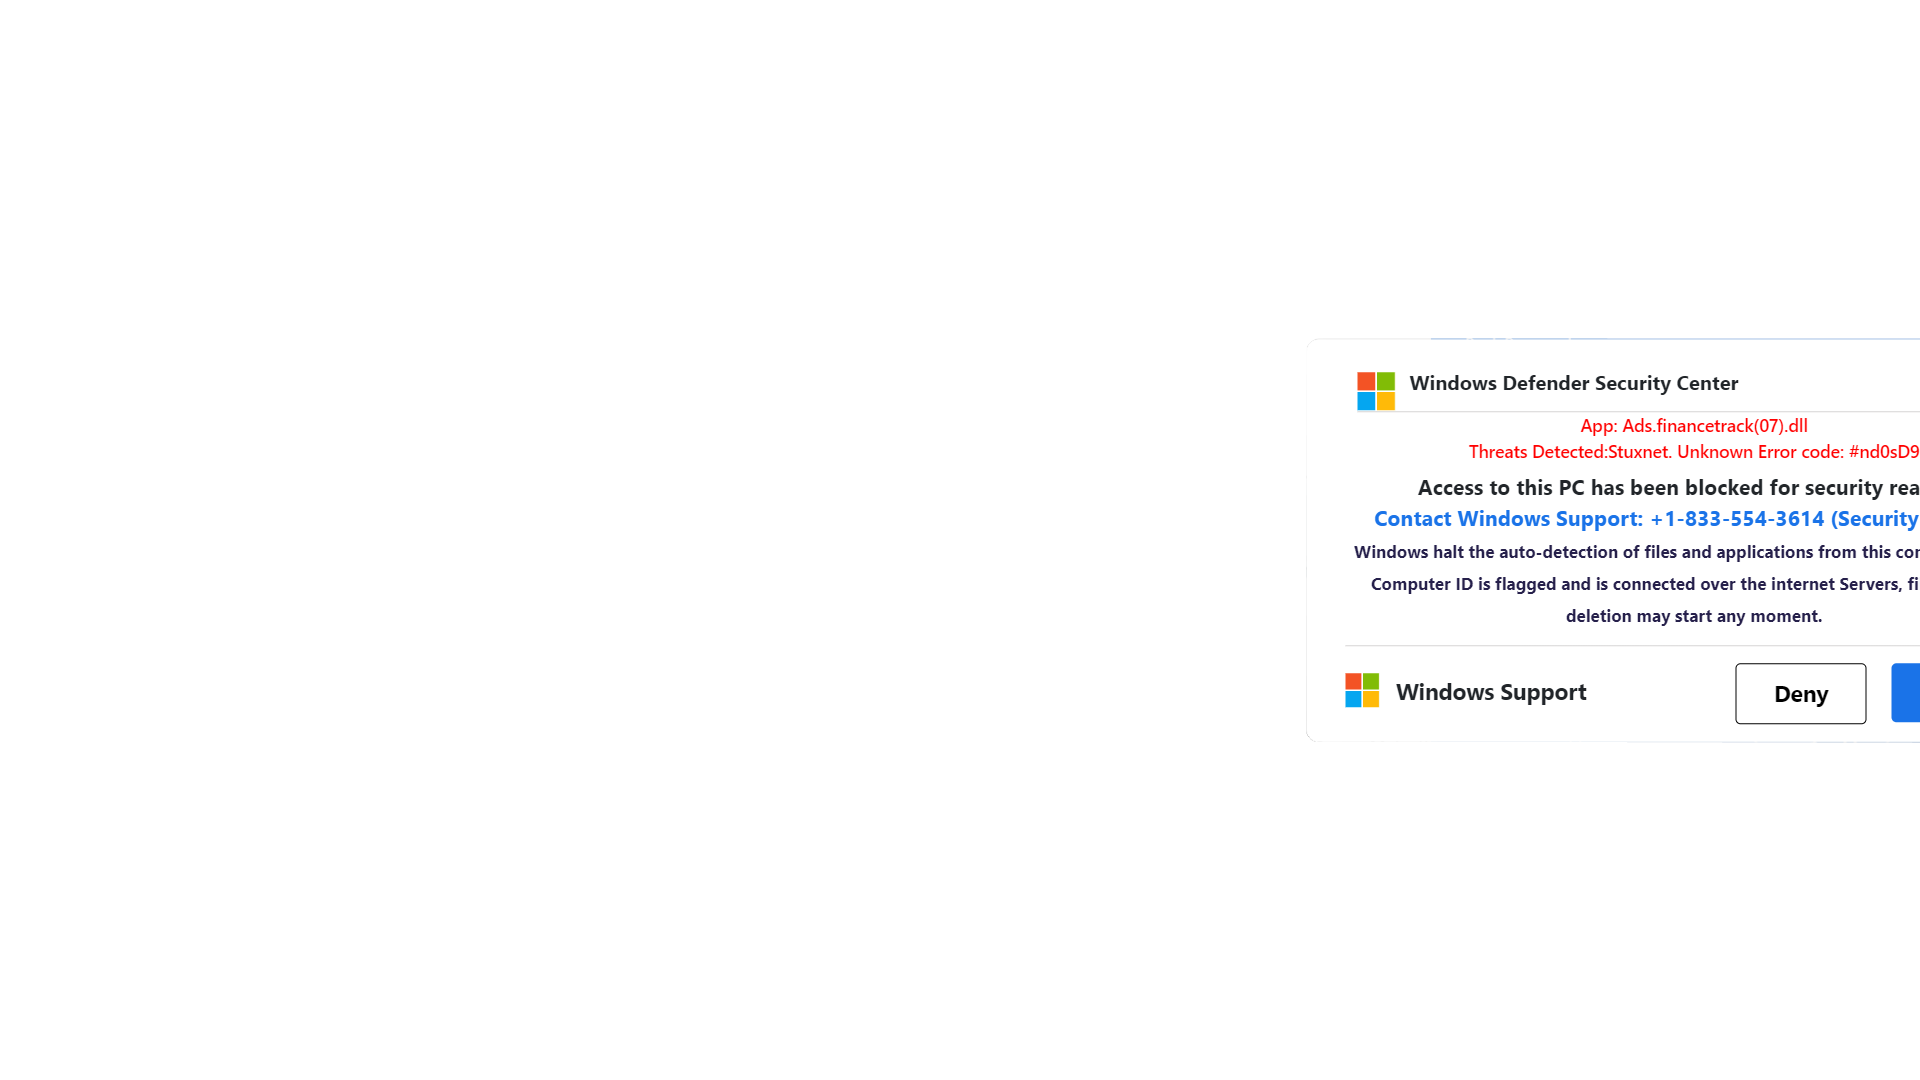 Windows Defender Security Center
App: Ads.financetrack(07).dll
Threats Detected:Stuxnet. Unknown Error code: #nd0sD9
Access to this PC has been blocked for security rea
Contact Windows Support: +1-833-554-3614 (Security
Windows halt the auto-detection of files and applications from this con
Computer ID is flagged and is connected over the internet Servers, fi
deletion may start any moment.
Windows Support
Deny